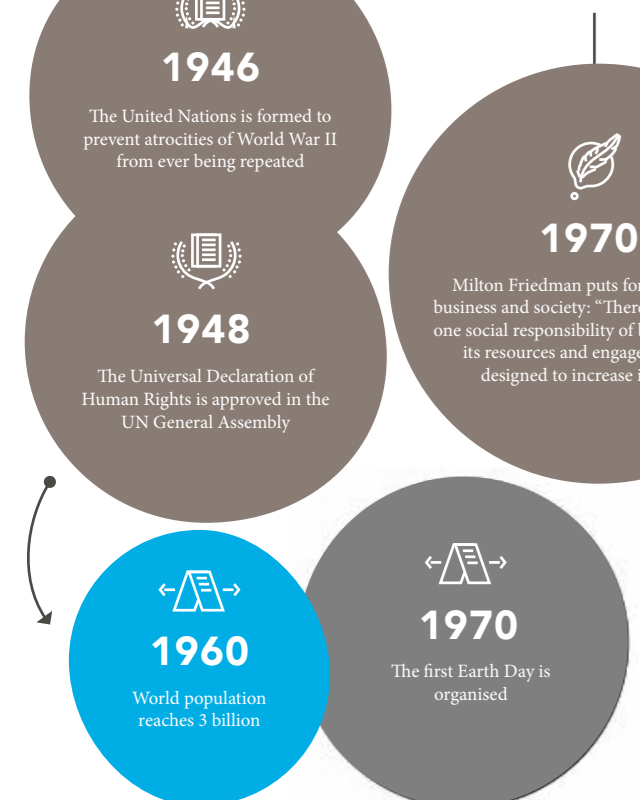 1946
The United Nations is formed to
prevent atrocities of World War II
from ever being repeated
1948
The Universal Declaration of
Human Rights is approved in the
UN General Assembly
1970
Milton Friedman puts
business and society:
one social responsibility of
its resources and
designed to increase
1960
World population
reaches 3 billion
1970
The first Earth Day is
organised